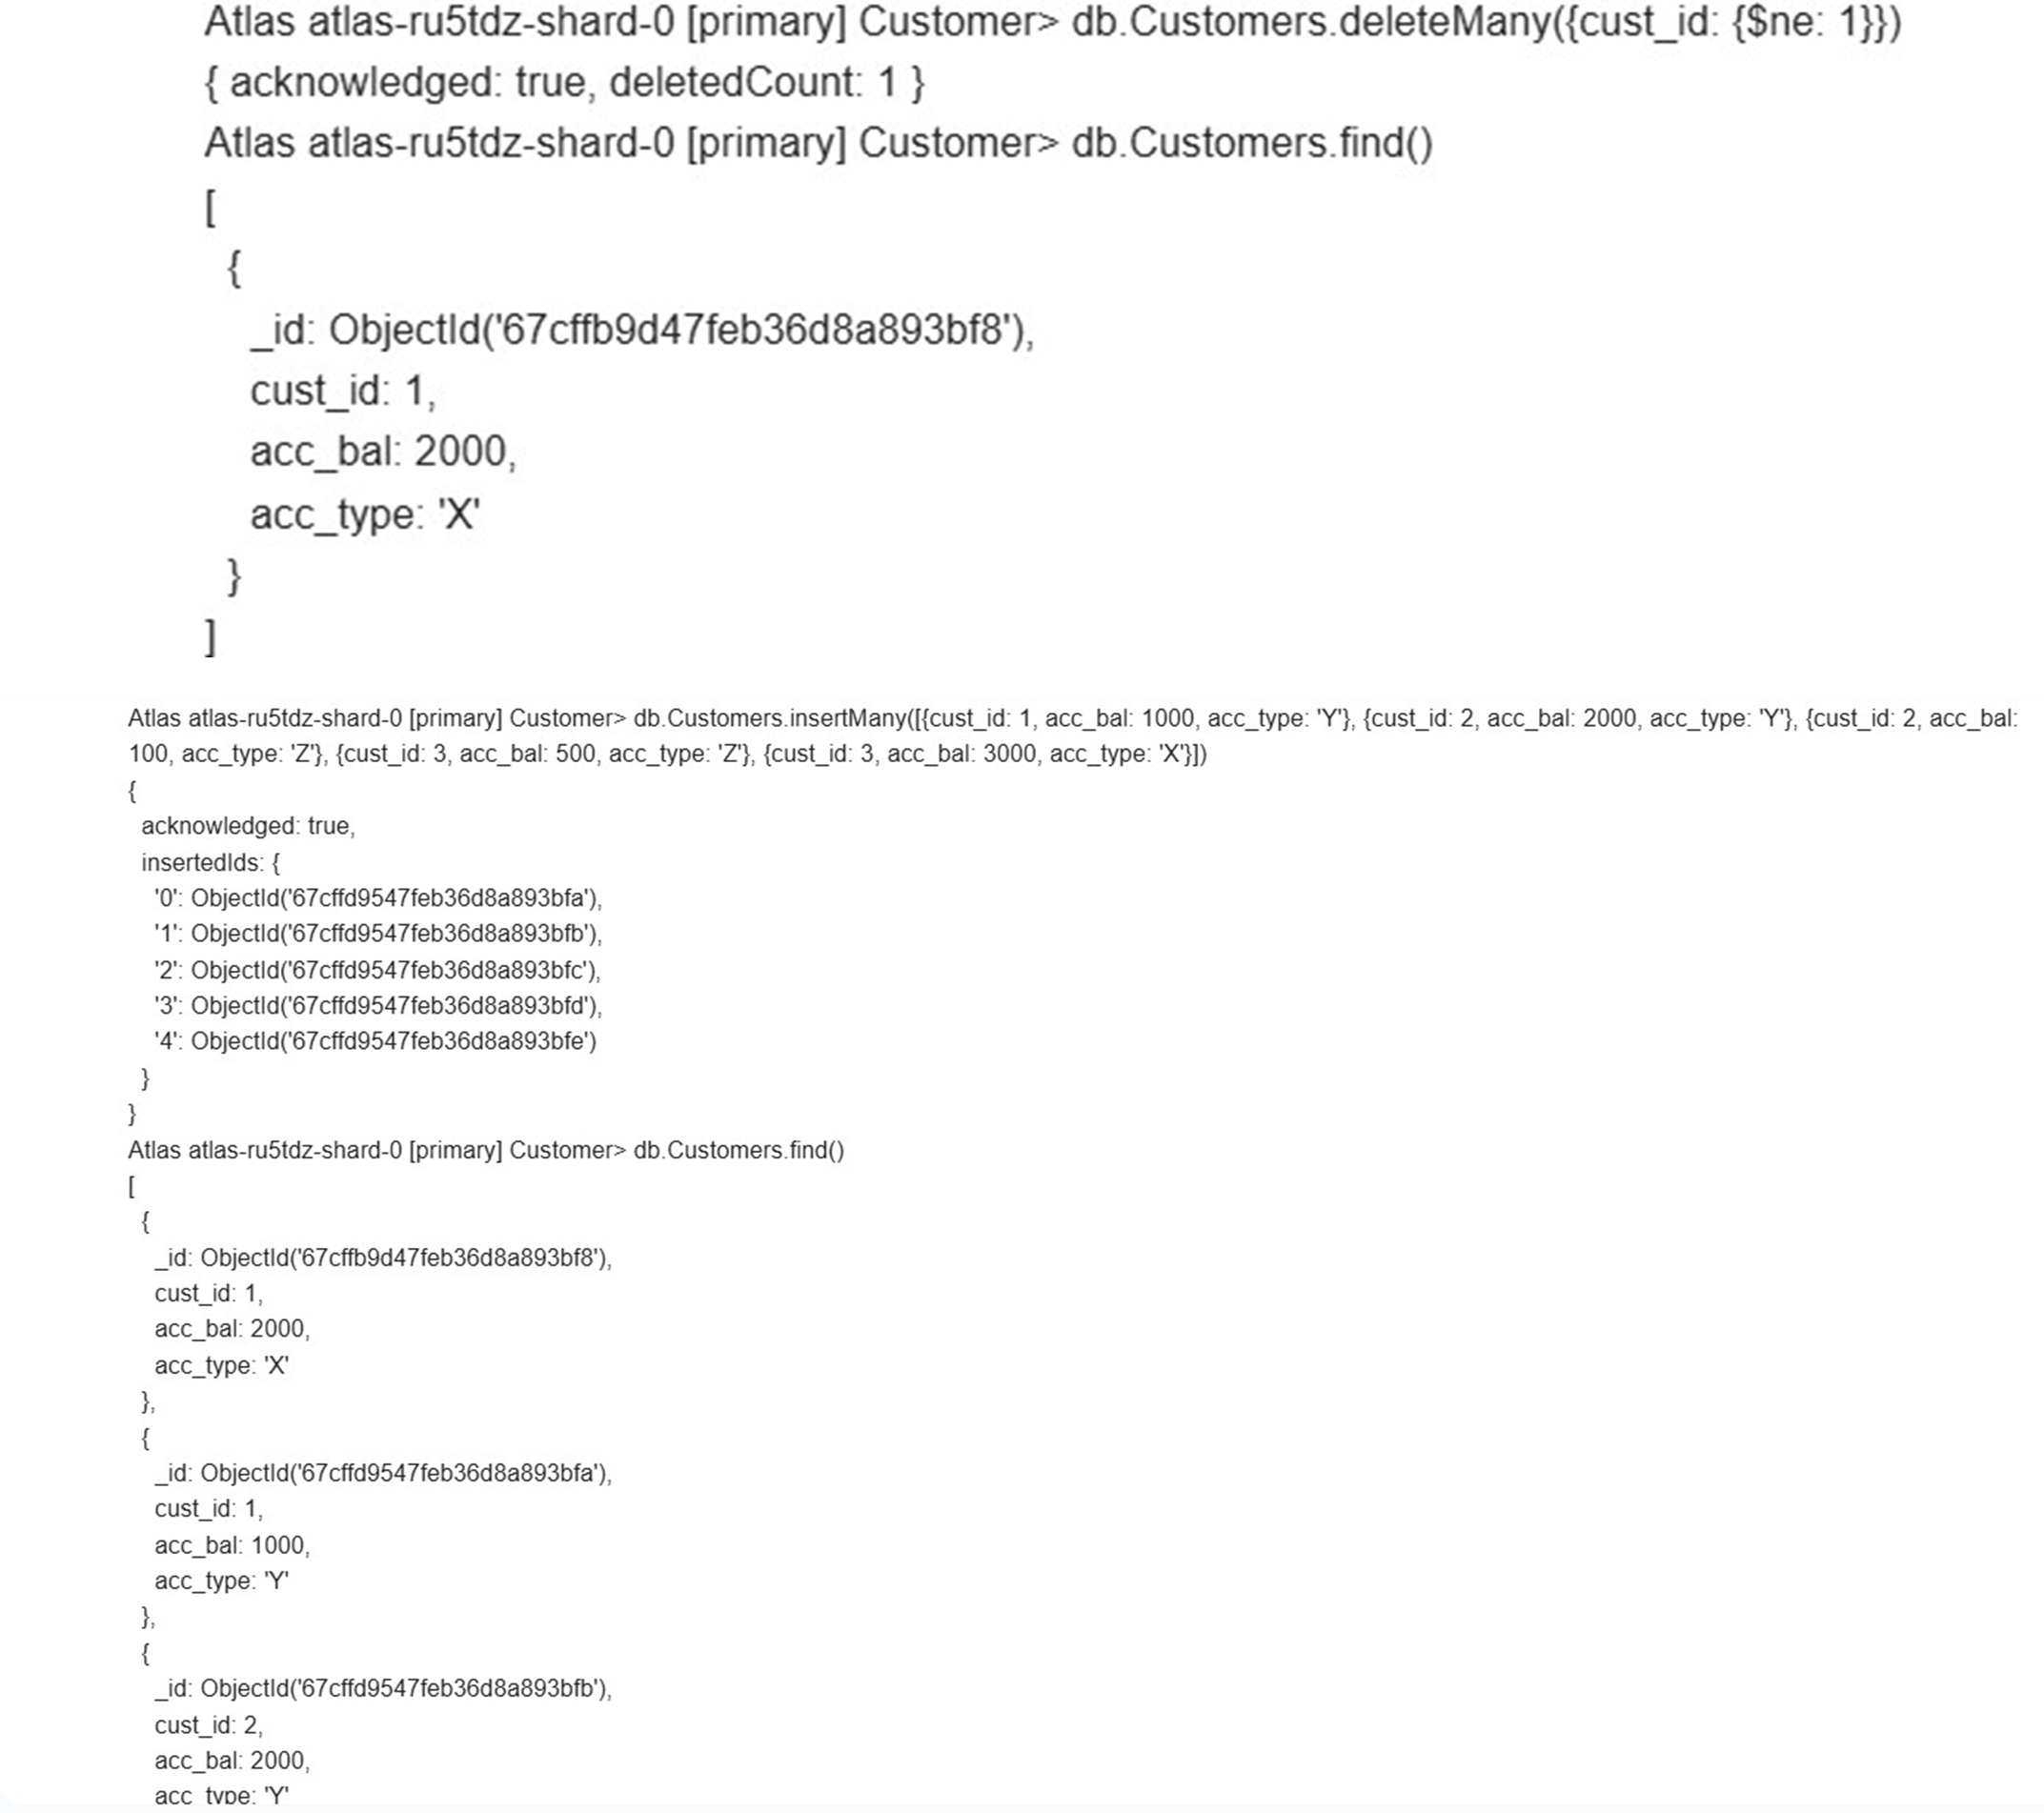 Atlas atlas-ru5tdz-shard-0 [primary] Customer> db.Customers.deleteMany({cust_id: {$ne: 1}})
{ acknowledged: true, deletedCount: 1 }
Atlas atlas-ru5tdz-shard-0 [primary] Customer> db.Customers.find()
[
{
_id: ObjectId('67cffb9d47feb36d8a893bf8'),
cust_id: 1,
acc_bal: 2000,
acc_type: 'X'
}
]
Atlas atlas-ru5tdz-shard-0 [primary] Customer> db.Customers.insertMany([{cust_id: 1, acc_bal: 1000, acc_type: 'Y'}, {cust_id: 2, acc_bal: 2000, acc_type: 'Y'}, {cust_id: 2, acc_bal:
100, acc_type: 'Z'}, {cust_id: 3, acc_bal: 500, acc_type: 'Z'}, {cust_id: 3, acc_bal: 3000, acc_type: 'X'}])
{
acknowledged: true,
insertedIds: {
'0': ObjectId('67cffd9547feb36d8a893bfa'),
'1': ObjectId('67cffd9547feb36d8a893bfb'),
'2': ObjectId('67cffd9547feb36d8a893bfc'),
'3': ObjectId('67cffd9547feb36d8a893bfd'),
'4': ObjectId('67cffd9547feb36d8a893bfe')
}
}
Atlas atlas-ru5tdz-shard-0 [primary] Customer> db.Customers.find()
[
{
_id: ObjectId('67cffb9d47feb36d8a893bf8'),
cust_id: 1,
acc_bal: 2000,
acc_type: 'X'
},
{
_id: ObjectId('67cffd9547feb36d8a893bfa'),
cust_id: 1,
acc_bal: 1000,
acc_type: 'Y'
},
{
_id: ObjectId('67cffd9547feb36d8a893bfb'),
cust_id: 2,
acc_bal: 2000,
acc_type: 'Y'